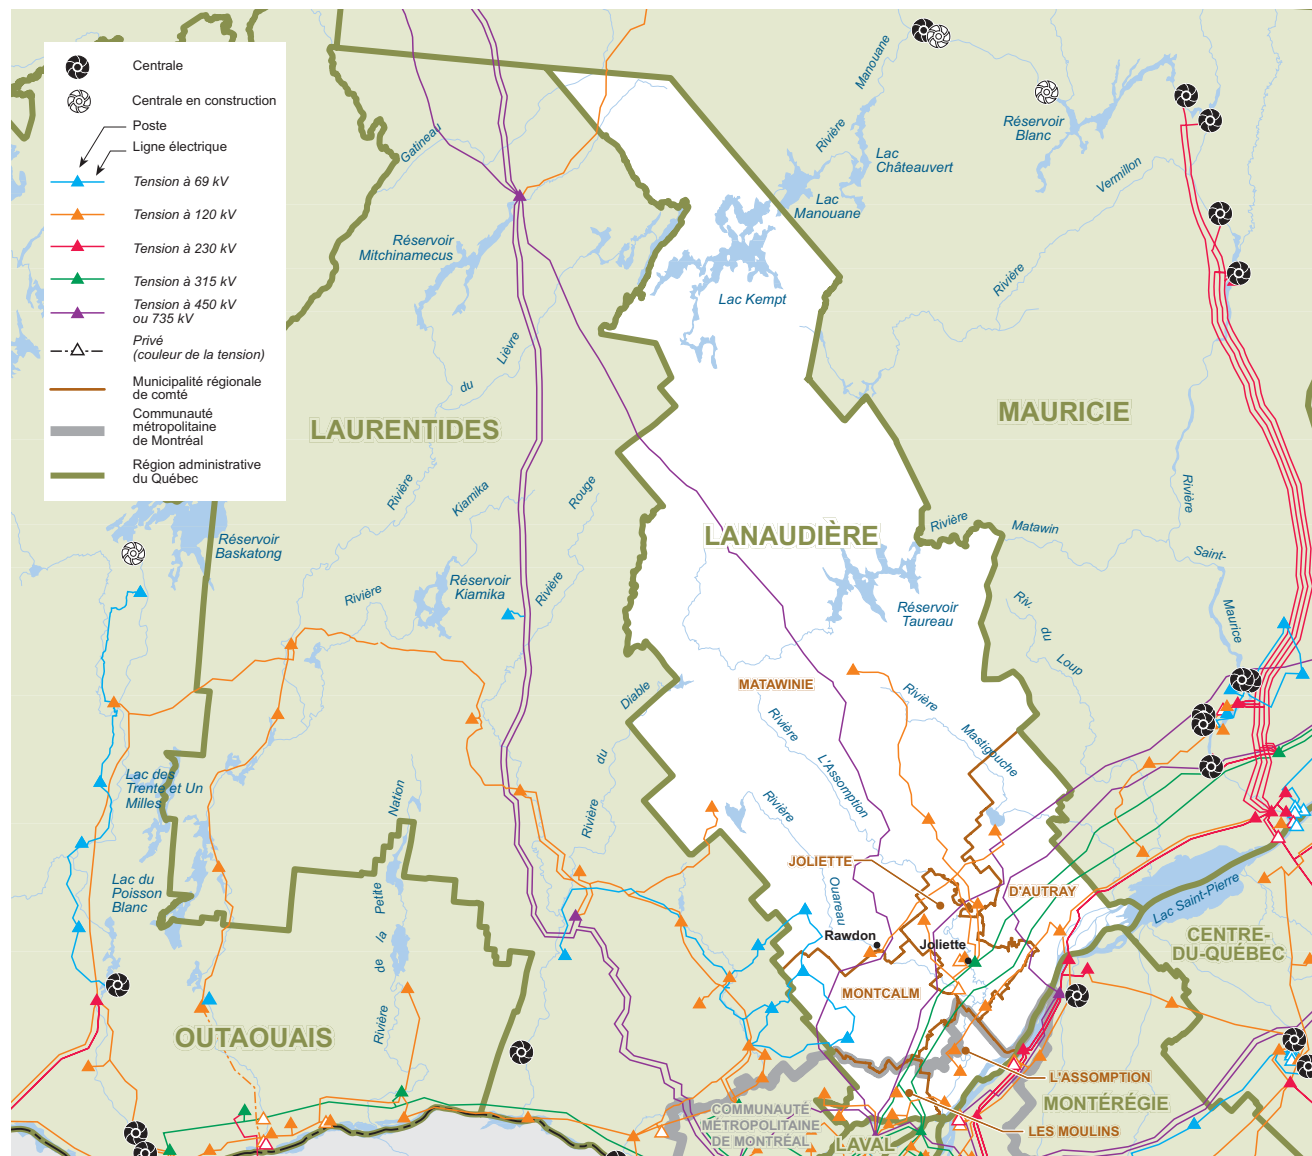 Centrale
Centrale en construction
Poste
Ligne électrique
Tension à 69 kV
Tension à 120 kV
Tension à 230 kV
Tension à 315 kV
Tension à 450 kV
ou 735 kV
Privé
(couleur de la tension)
Municipalité régionale
de comté
Communauté
métropolitaine
de Montréal
Région administrative
du Québec
Gatineau
Réservoir
Mitchinamecus
Rivière
du
Lièvre
Rivière
Manouane
Lac
Châteauvert
Lac
Manouane
Réservoir
Blanc
Vermillon
Rivière
Lac Kempt
LAURENTIDES
MAURICIE
Kiamika
Rivière
Rouge
Rivière
Réservoir
Baskatong
Réservoir
Kiamika
LANAUDIÈRE
Rivière
Matawin
Rivière
Saint-
Maurice
Réservoir
Taureau
Riv.
du
Loup
MATAWINIE
Rivière
L'Assomption
Rivière
Mastigouche
Rivière
du
Diable
Lac des
Trente et Un
Milles
Rivière
de la
Petite
Nation
Lac du
Poisson
Blanc
Rivière
Ouareau
JOLIETTE
D'AUTRAY
Rawdon
Joliette
MONTCALM
Lac Saint-Pierre
CENTRE-
DU-QUÉBEC
OUTAOUAIS
L'ASSOMPTION
MONTÉRÉGIE
LES MOULINS
COMMUNAUTÉ
MÉTROPOLITAINE
DE MONTRÉAL
LAVAL